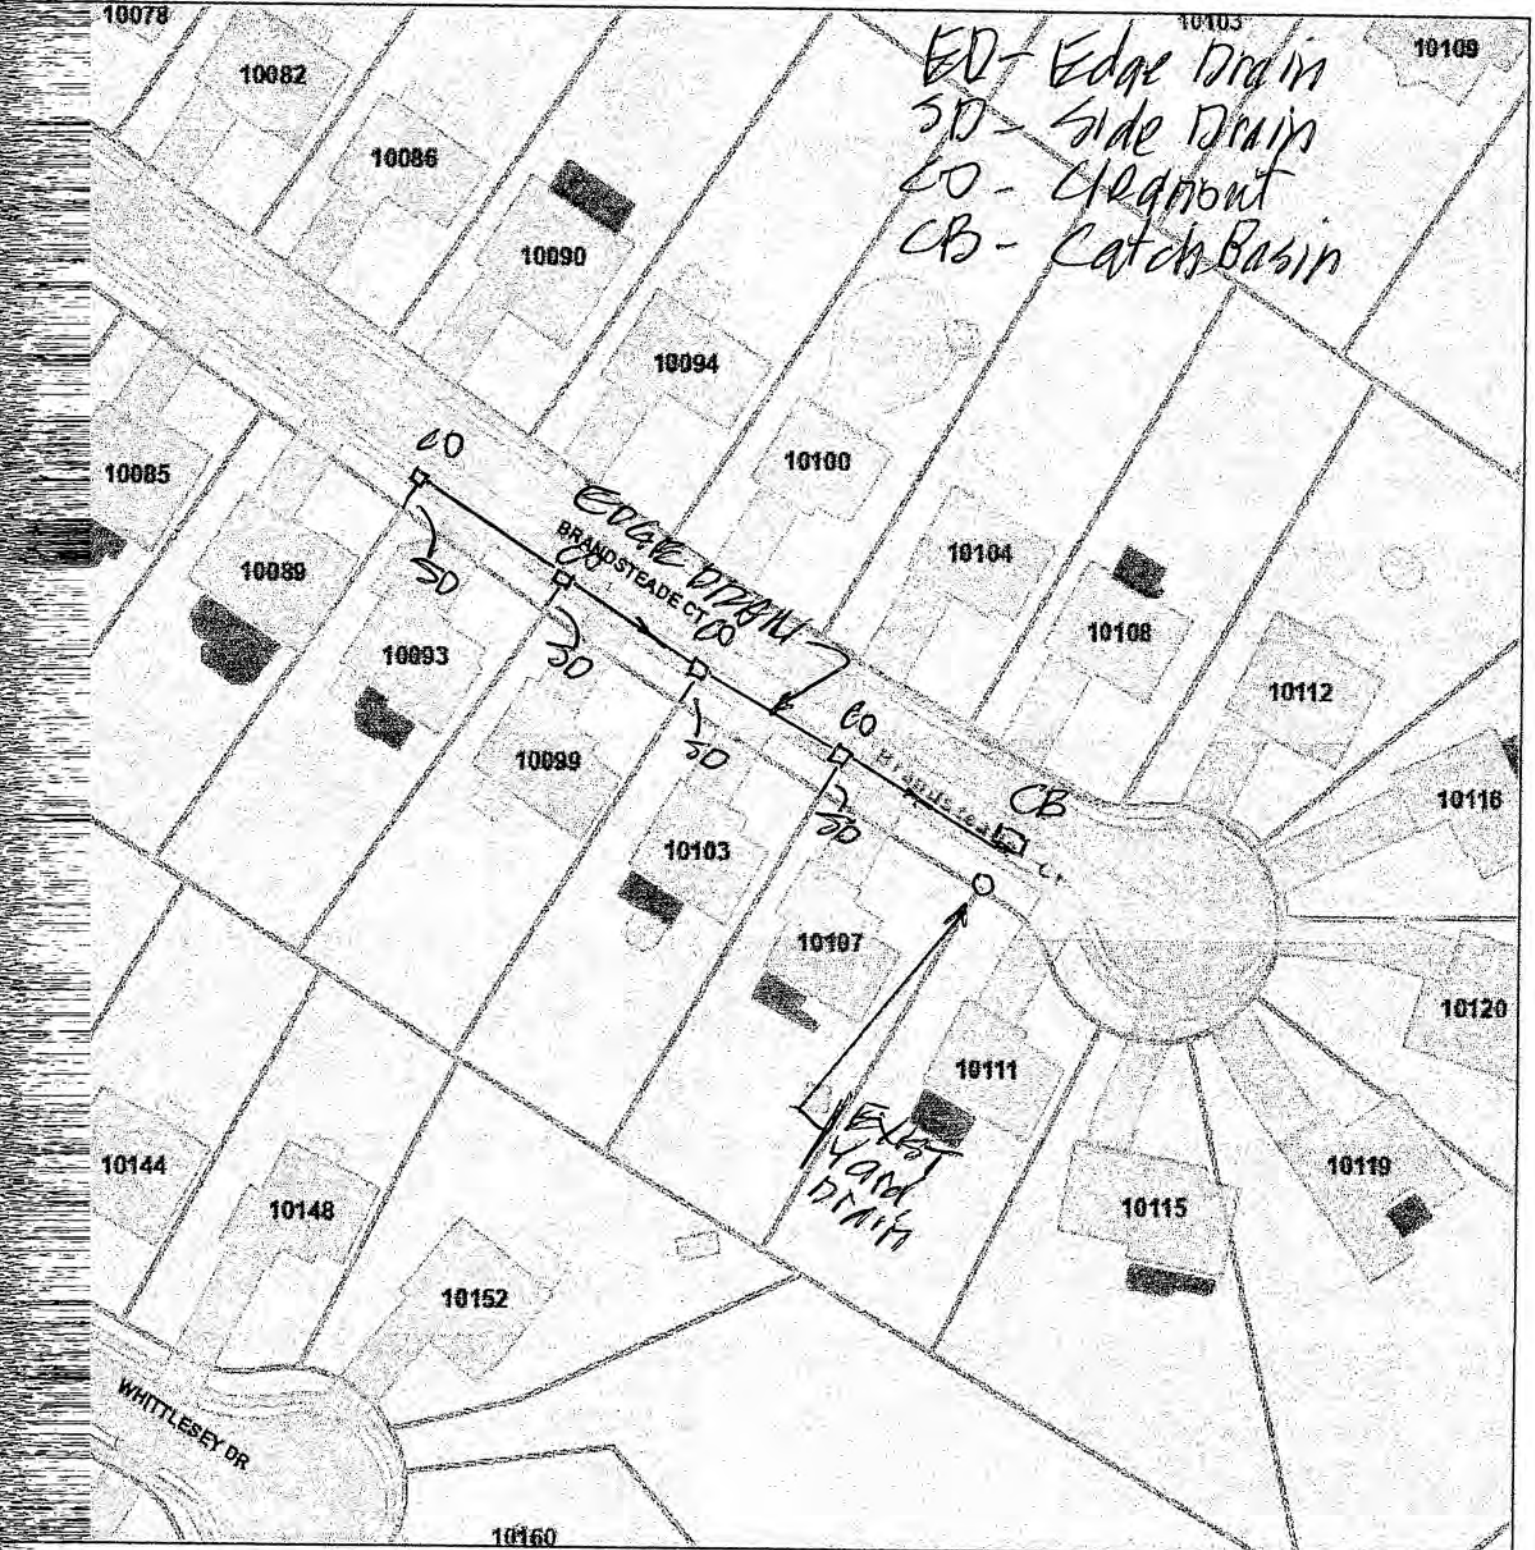 10078
10103
10109
ED- Edge Drain
10082
SD- Side Drain
10086
CO- Cleanout
10090
CB- Catch Basin
10094
CO
10085
10100
EDGE DRAIN
BRANDSTEADE CT
10104
CO
10089
SD
10108
CO
10093
SD
10112
CO
10099
SD
Brandsteade Ct
CB
10116
10103
SD
10107
10120
10111
EXIST
Yard
Drain
10144
10119
10148
10115
10152
WHITTLESEY DR
10160